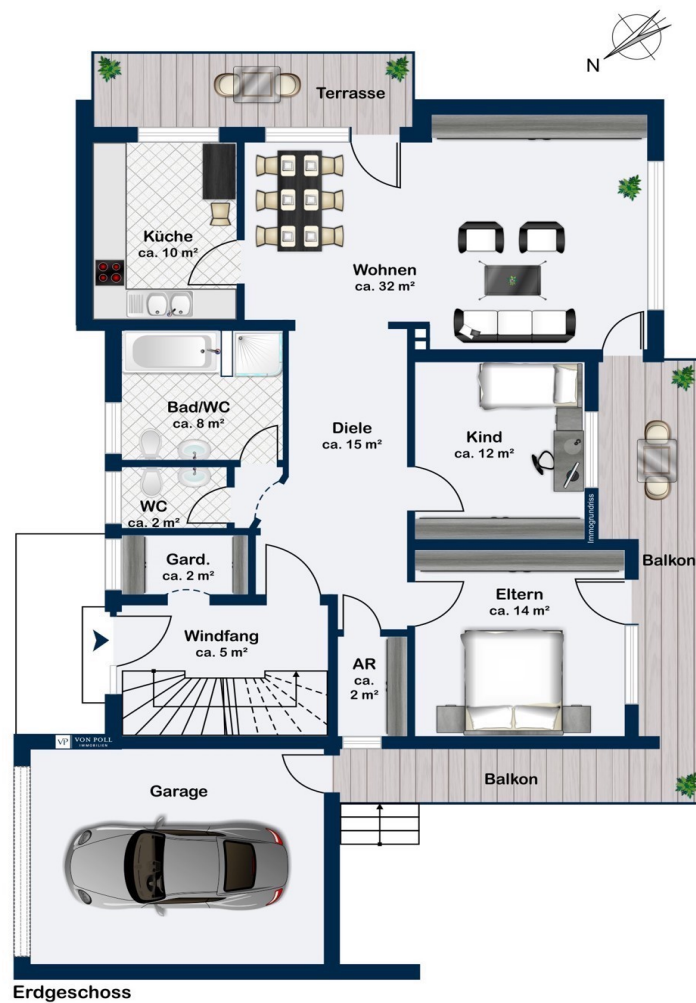 N
Terrasse
Küche
ca. 10 m²
Wohnen
ca. 32 m²
Bad/WC
ca. 8 m²
Diele
ca. 15 m²
Kind
ca. 12 m²
WC
ca. 2 m²
Immogrundriss
Gard.
ca. 2 m²
Balkon
Eltern
ca. 14 m²
Windfang
ca. 5 m²
AR
ca.
2 m²
VP VON POLL
IMMOBILIEN
Balkon
Garage
Erdgeschoss